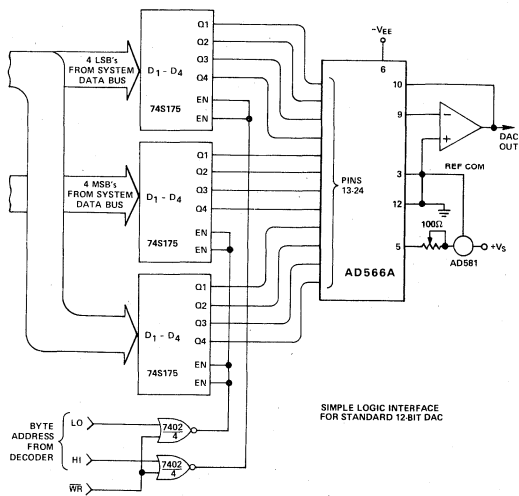 4 LSB's
FROM SYSTEM
DATA BUS
D1 - D4
74S175
Q1
Q2
Q3
Q4
EN
EN
4 MSB's
FROM SYSTEM
DATA BUS
D1 - D4
74S175
Q1
Q2
Q3
Q4
EN
EN
D1 - D4
74S175
Q1
Q2
Q3
Q4
EN
EN
-VEE
6
10
9
3
12
5
PINS
13-24
AD566A
−
+
DAC
OUT
REF COM
100Ω
AD581
+VS
BYTE
ADDRESS
FROM
DECODER
LO
HI
WR
7402
4
7402
4
SIMPLE LOGIC INTERFACE
FOR STANDARD 12-BIT DAC